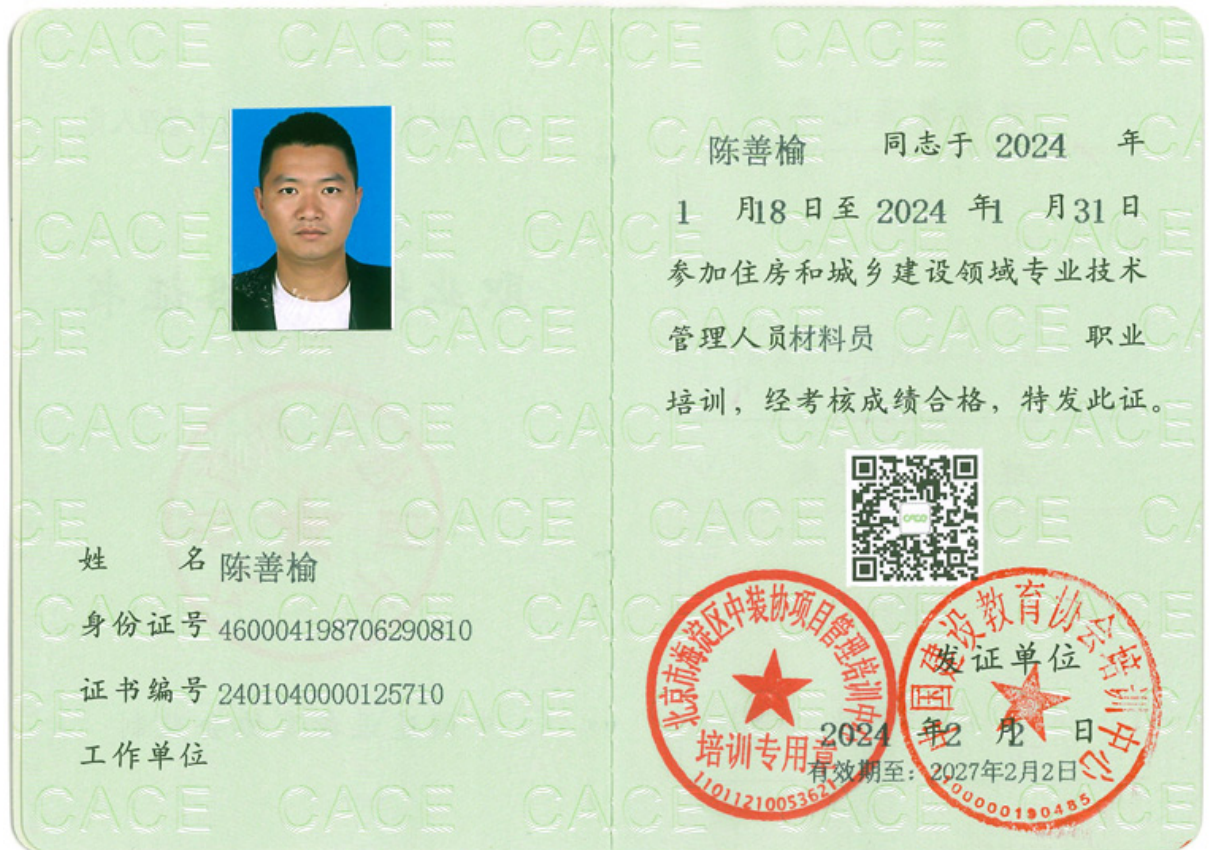 姓 名 陈善榆
身份证号 460004198706290810
证书编号 2401040000125710
工作单位
陈善榆 同志于 2024 年
1 月18 日至 2024 年1 月31日
参加住房和城乡建设领域专业技术
管理人员材料员 职业
培训，经考核成绩合格，特发此证。
CACE
北京市海淀区中装协项目管理培训中心
培训专用章
1101121005362
中国建设教育协会培训中心
100000190485
发证单位
2024 年2 月2 日
有效期至：2027年2月2日